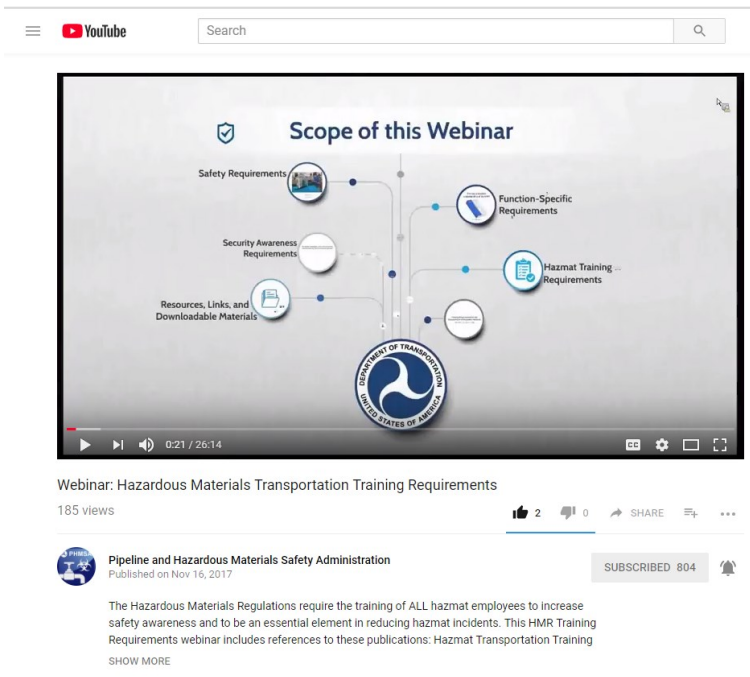 YouTube
Search
Scope of this Webinar
Safety Requirements
Function-Specific
Requirements
Security Awareness
Requirements
Hazmat Training ...
Requirements
Resources, Links, and
Downloadable Materials
DEPARTMENT OF TRANSPORTATION
UNITED STATES OF AMERICA
0:21 / 26:14
CC
Webinar: Hazardous Materials Transportation Training Requirements
185 views
2
0
SHARE
PHMSA
Pipeline and Hazardous Materials Safety Administration
Published on Nov 16, 2017
SUBSCRIBED 804
The Hazardous Materials Regulations require the training of ALL hazmat employees to increase
safety awareness and to be an essential element in reducing hazmat incidents. This HMR Training
Requirements webinar includes references to these publications: Hazmat Transportation Training
SHOW MORE